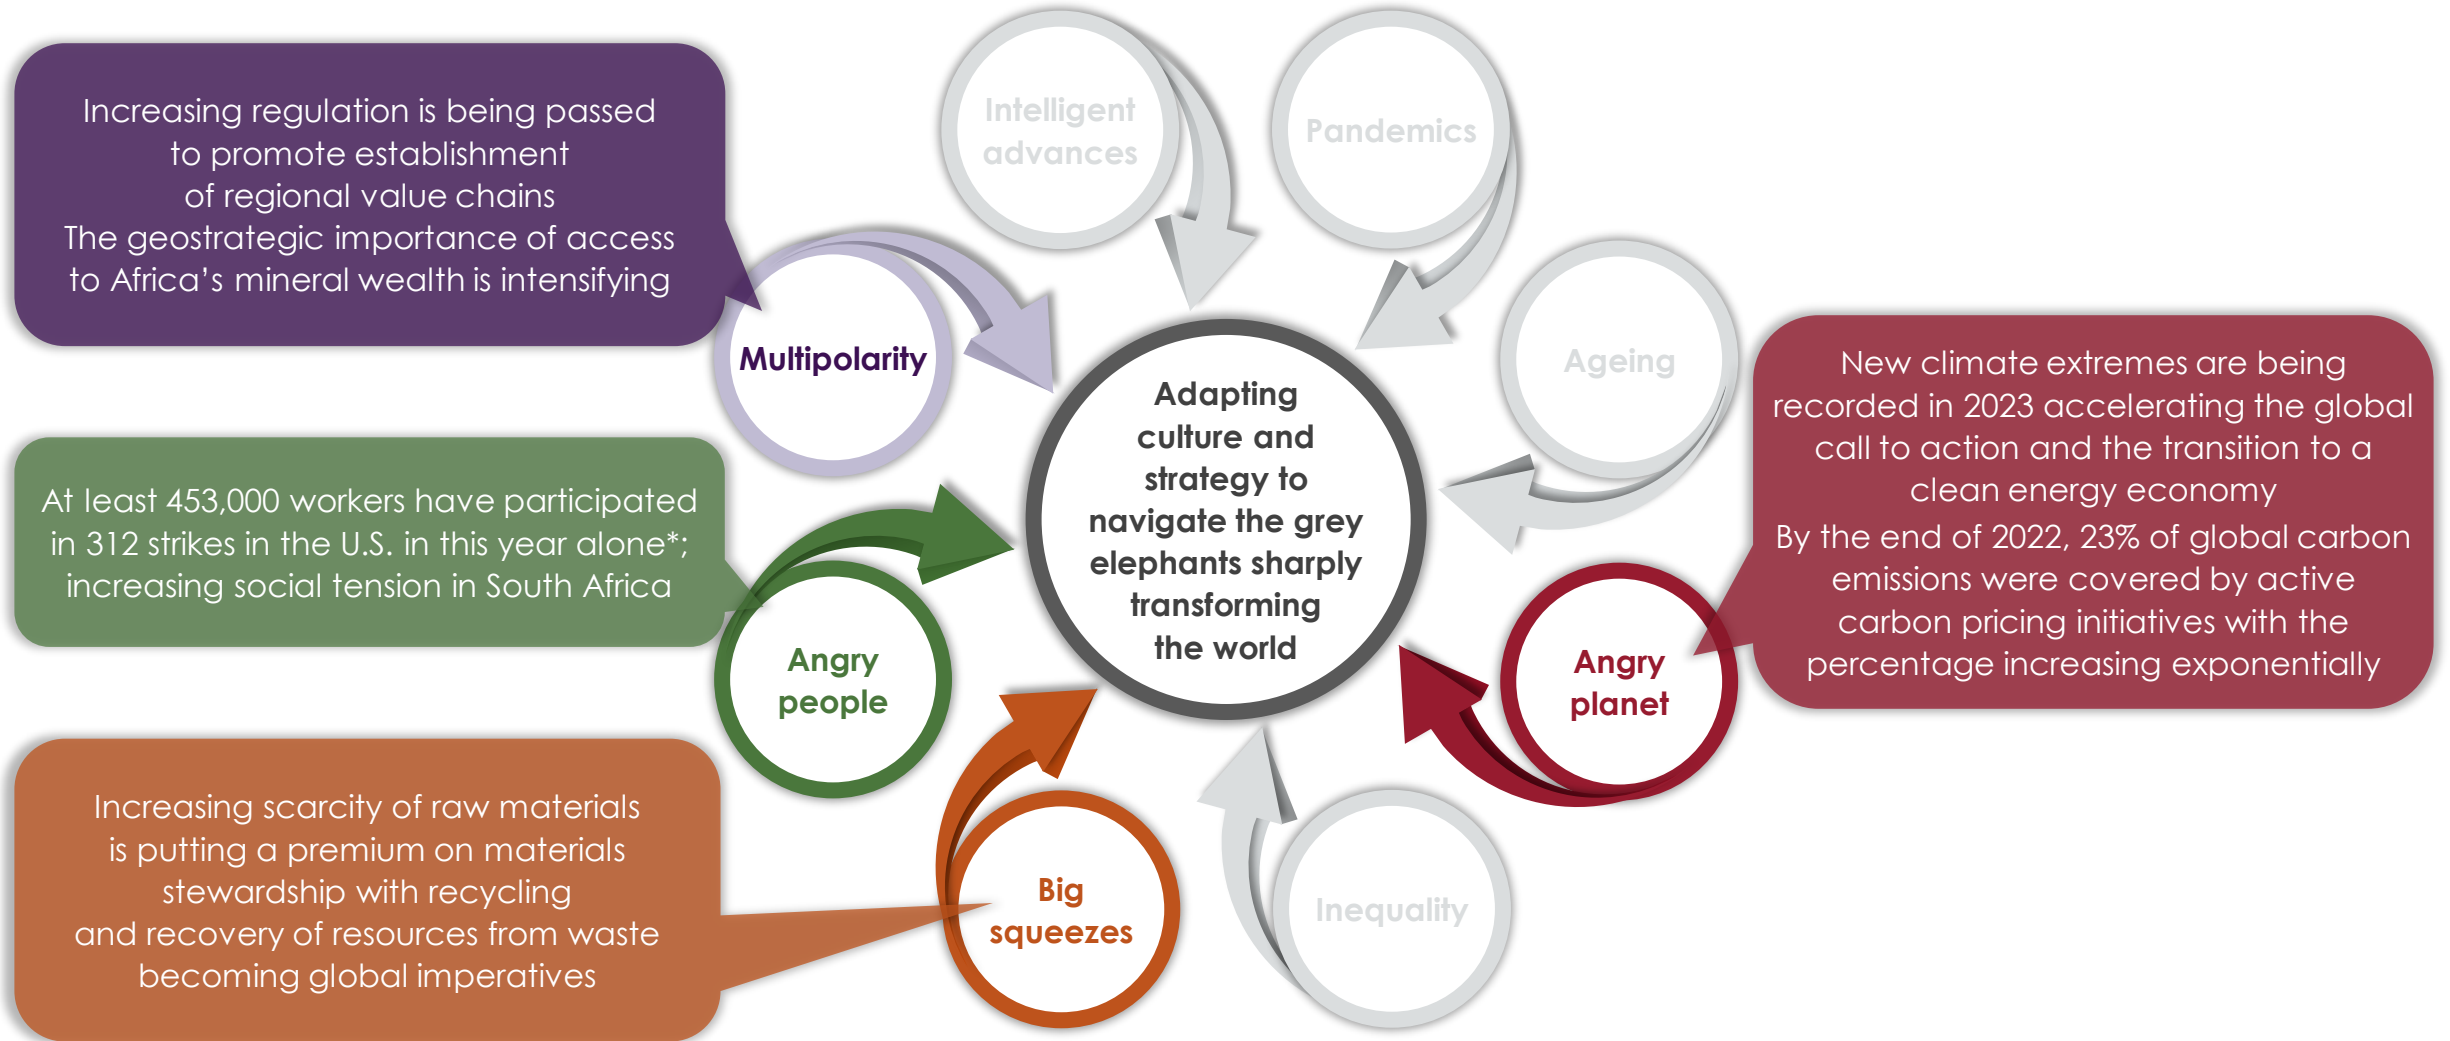 Increasing regulation is being passed
to promote establishment
of regional value chains
The geostrategic importance of access
to Africa’s mineral wealth is intensifying
Intelligent
advances
Pandemics
Multipolarity
Ageing
Adapting
culture and
strategy to
navigate the grey
elephants sharply
transforming
the world
New climate extremes are being
recorded in 2023 accelerating the global
call to action and the transition to a
clean energy economy
By the end of 2022, 23% of global carbon
emissions were covered by active
carbon pricing initiatives with the
percentage increasing exponentially
At least 453,000 workers have participated
in 312 strikes in the U.S. in this year alone*;
increasing social tension in South Africa
Angry
people
Angry
planet
Increasing scarcity of raw materials
is putting a premium on materials
stewardship with recycling
and recovery of resources from waste
becoming global imperatives
Big
squeezes
Inequality